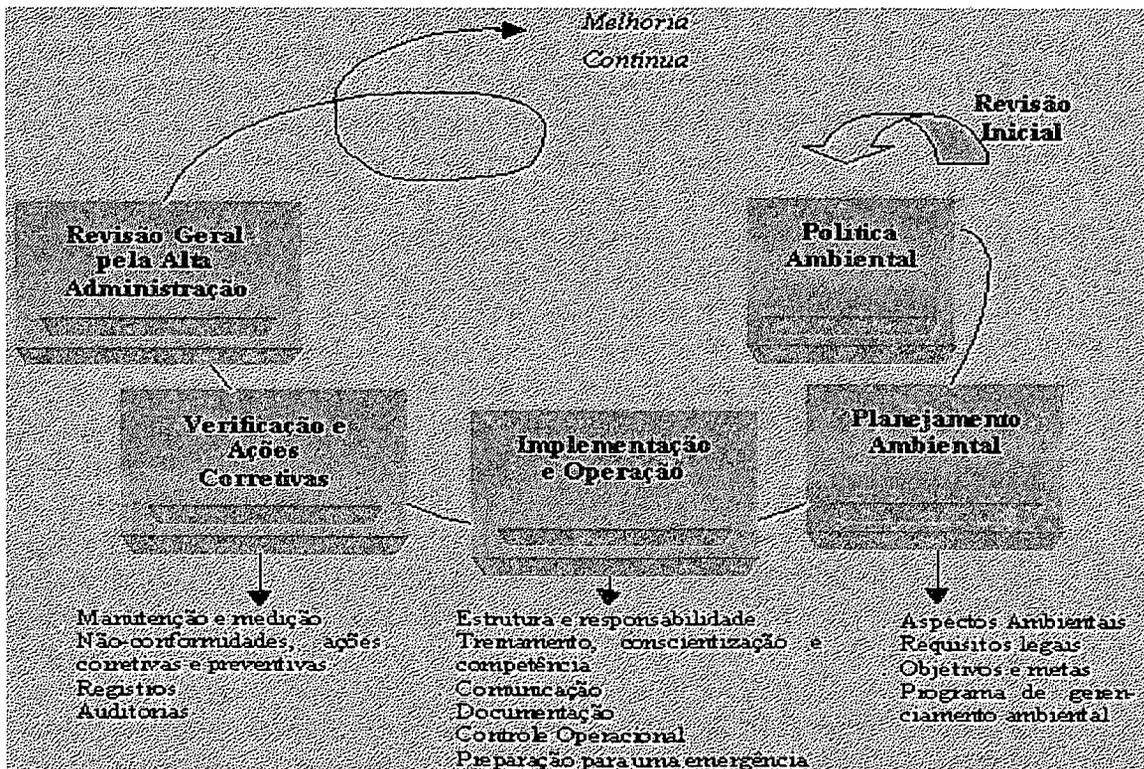 Melhoria
Contínua
Revisão
Inicial
Revisão Geral
pela Alta
Administração
Política
Ambiental
Verificação e
Ações
Corretivas
Implementação
e Operação
Planejamento
Ambiental
Manutenção e medição
Não-conformidades, ações
corretivas e preventivas
Registros
Auditorias
Estrutura e responsabilidade
Treinamento, conscientização e
competência
Comunicação
Documentação
Controle Operacional
Preparação para uma emergência
Aspectos Ambientais
Requisitos legais
Objetivos e metas
Programa de geren-
ciamento ambiental